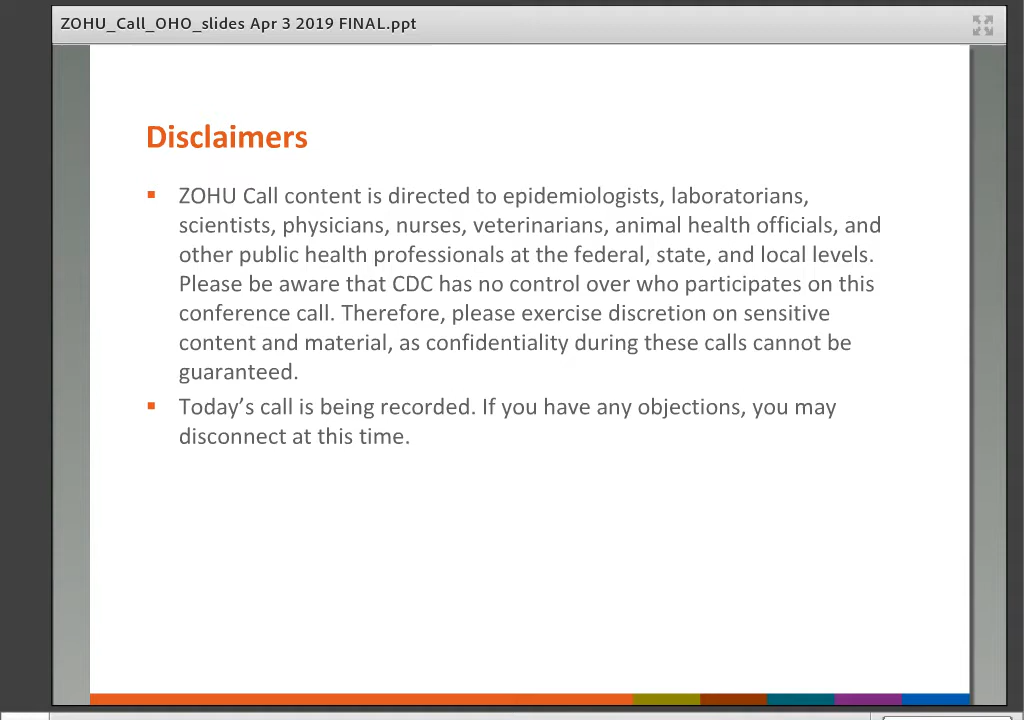 ZOHU_Call_OHO_slides Apr 3 2019 FINAL.ppt
Disclaimers
▪ ZOHU Call content is directed to epidemiologists, laboratorians,
scientists, physicians, nurses, veterinarians, animal health officials, and
other public health professionals at the federal, state, and local levels.
Please be aware that CDC has no control over who participates on this
conference call. Therefore, please exercise discretion on sensitive
content and material, as confidentiality during these calls cannot be
guaranteed.
▪ Today’s call is being recorded. If you have any objections, you may
disconnect at this time.